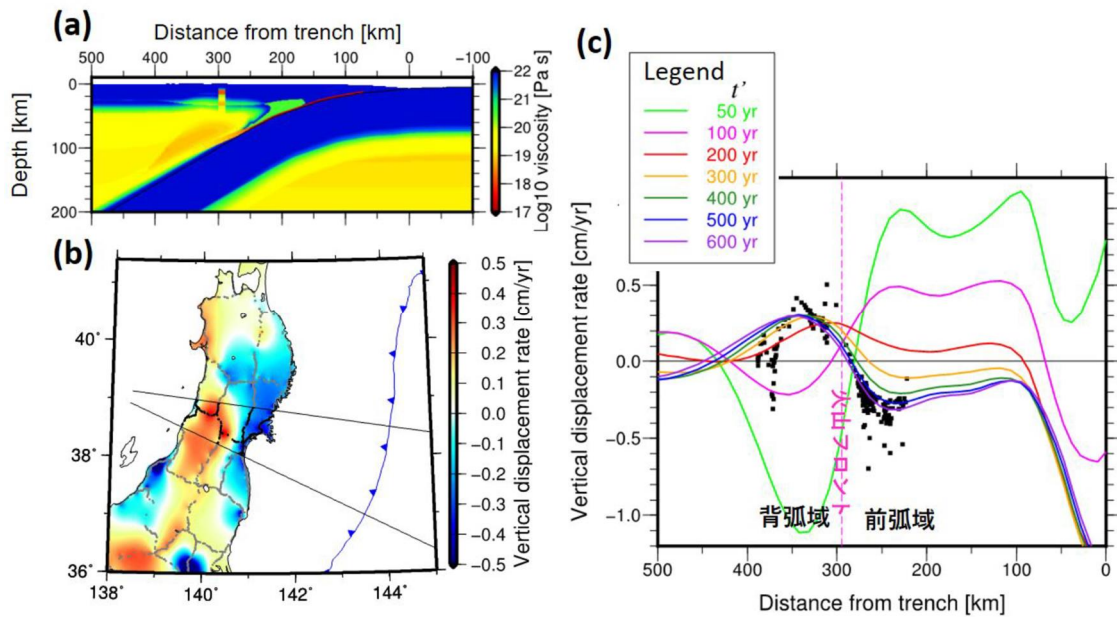 (a)
Distance from trench [km]
500 400 300 200 100 0 -100
0
100
200
Depth [km]
22
21
20
19
18
17
Log10 viscosity [Pa s]
(b)
40°
38°
36°
138° 140° 142° 144°
0.5
0.4
0.3
0.2
0.1
0.0
-0.1
-0.2
-0.3
-0.4
-0.5
Vertical displacement rate [cm/yr]
(c)
Legend
t'
50 yr
100 yr
200 yr
300 yr
400 yr
500 yr
600 yr
Vertical displacement rate [cm/yr]
0.5
0.0
-0.5
-1.0
火山フロント
背弧域
前弧域
500 400 300 200 100 0
Distance from trench [km]